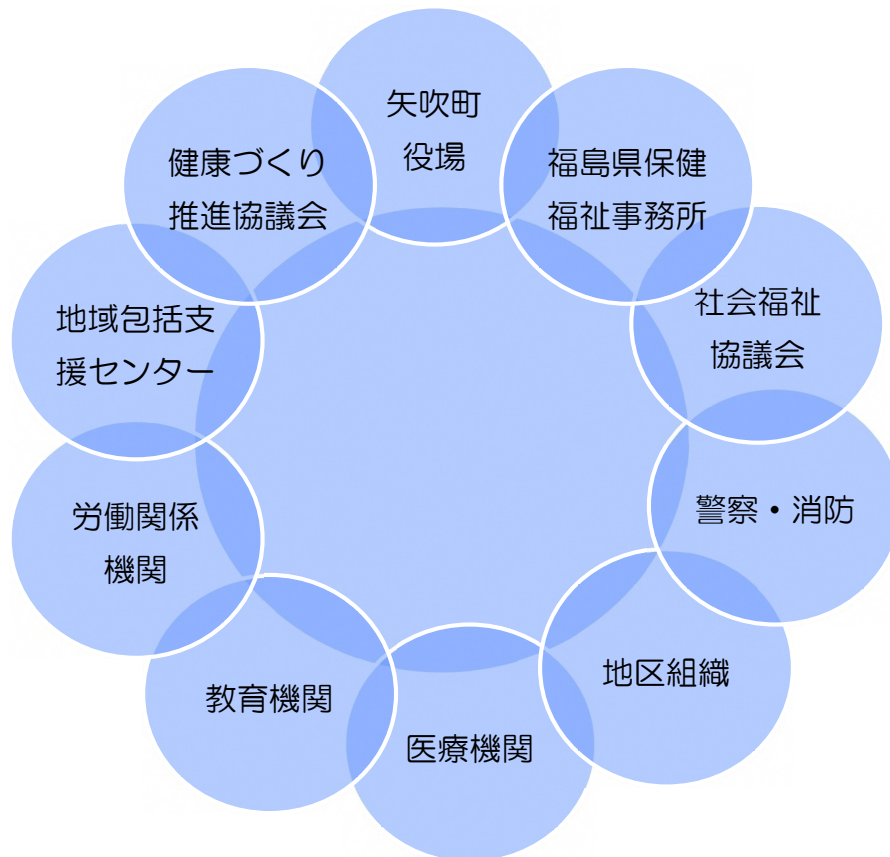 矢吹町
役場
福島県保健
福祉事務所
社会福祉
協議会
警察・消防
地区組織
医療機関
教育機関
労働関係
機関
地域包括支
援センター
健康づくり
推進協議会